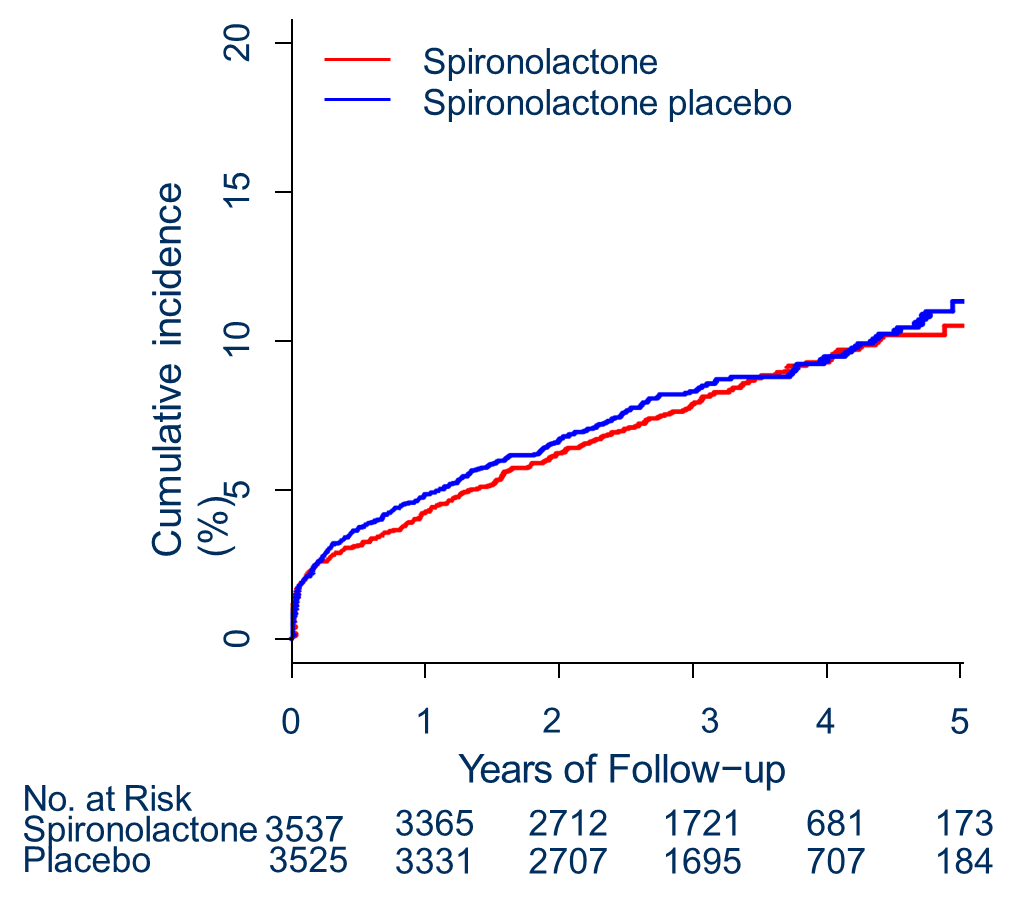 Spironolactone
Spironolactone placebo
20
15
10
5
0
Cumulative incidence
(%)
0 1 2 3 4 5
Years of Follow−up
No. at Risk
Spironolactone 3537 3365 2712 1721 681 173
Placebo 3525 3331 2707 1695 707 184